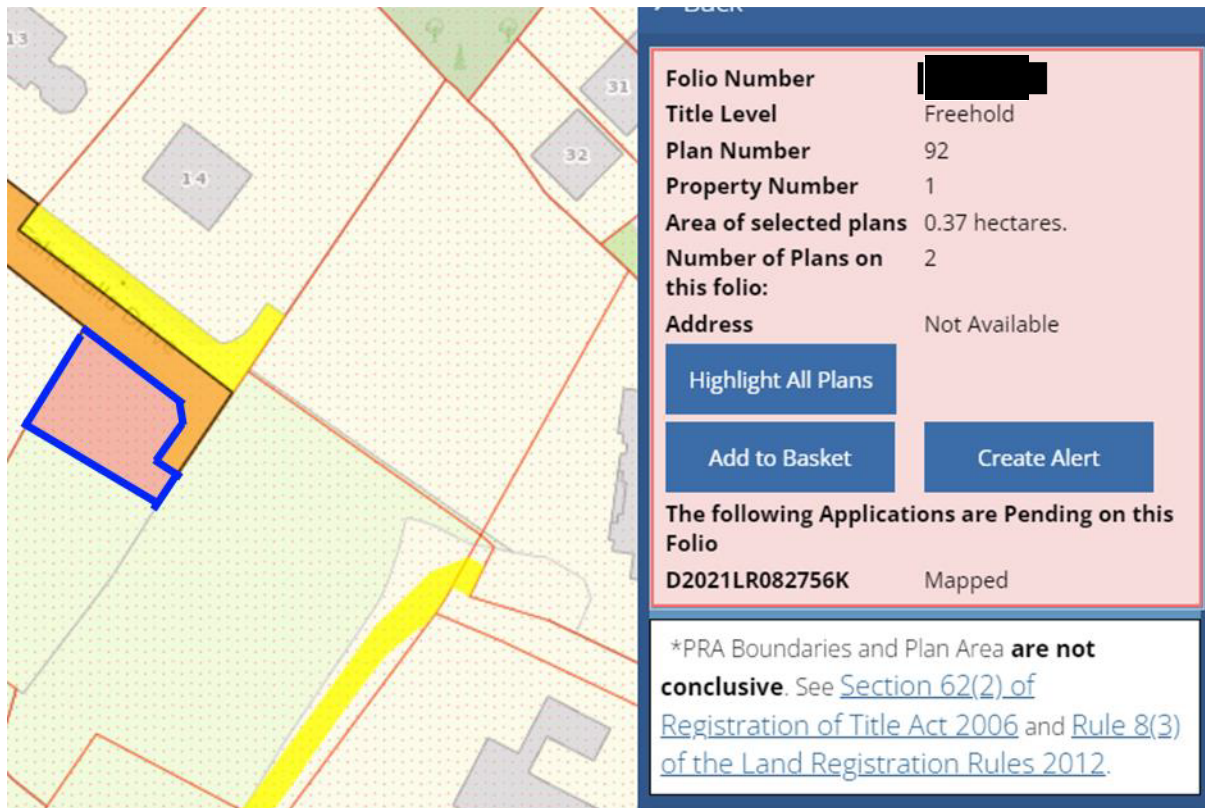 Back
13
31
14
32
Folio Number
Title Level Freehold
Plan Number 92
Property Number 1
Area of selected plans 0.37 hectares.
Number of Plans on 2
this folio:
Address Not Available
Highlight All Plans
Add to Basket Create Alert
The following Applications are Pending on this
Folio
D2021LR082756K Mapped
*PRA Boundaries and Plan Area are not
conclusive. See Section 62(2) of
Registration of Title Act 2006 and Rule 8(3)
of the Land Registration Rules 2012.